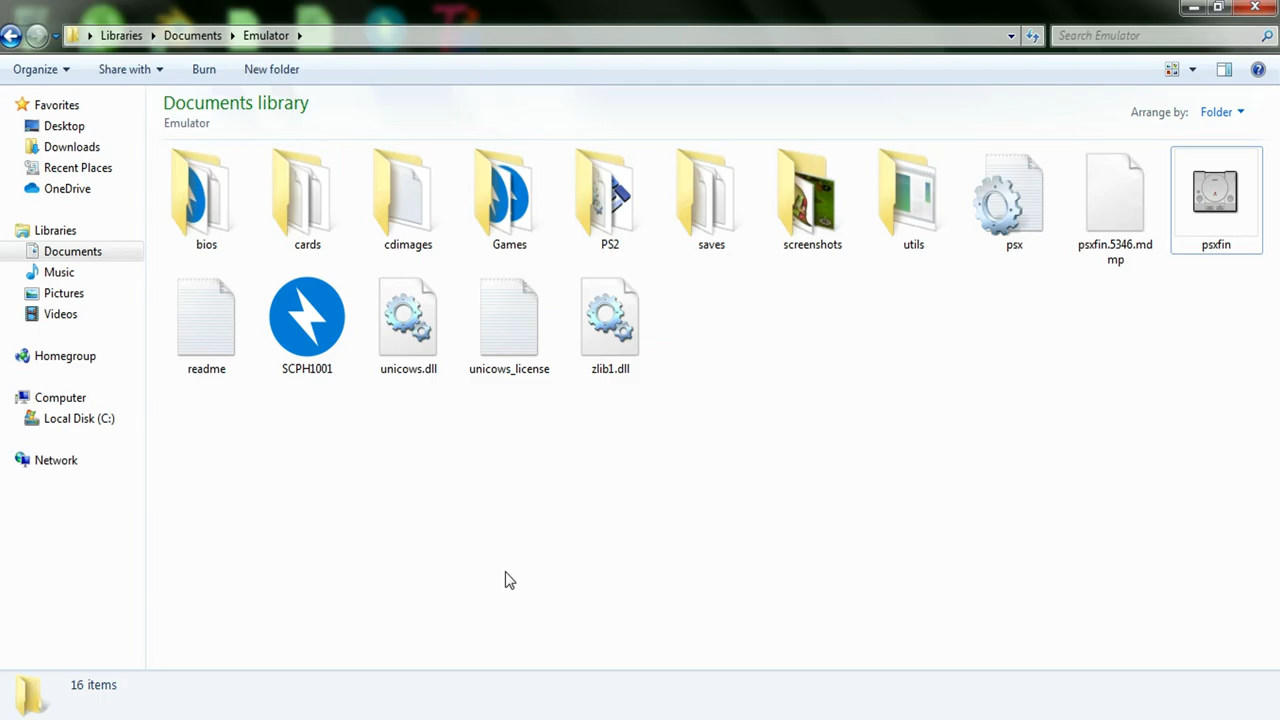 Libraries Documents Emulator
Search Emulator
Organize Share with Burn New folder
Favorites
Desktop
Downloads
Recent Places
OneDrive
Libraries
Documents
Music
Pictures
Videos
Homegroup
Computer
Local Disk (C:)
Network
Documents library
Emulator
Arrange by: Folder
bios cards cdimages Games PS2 saves screenshots utils psx psxfin.5346.md
mp psxfin
readme SCPH1001 unicows.dll unicows_license zlib1.dll
16 items